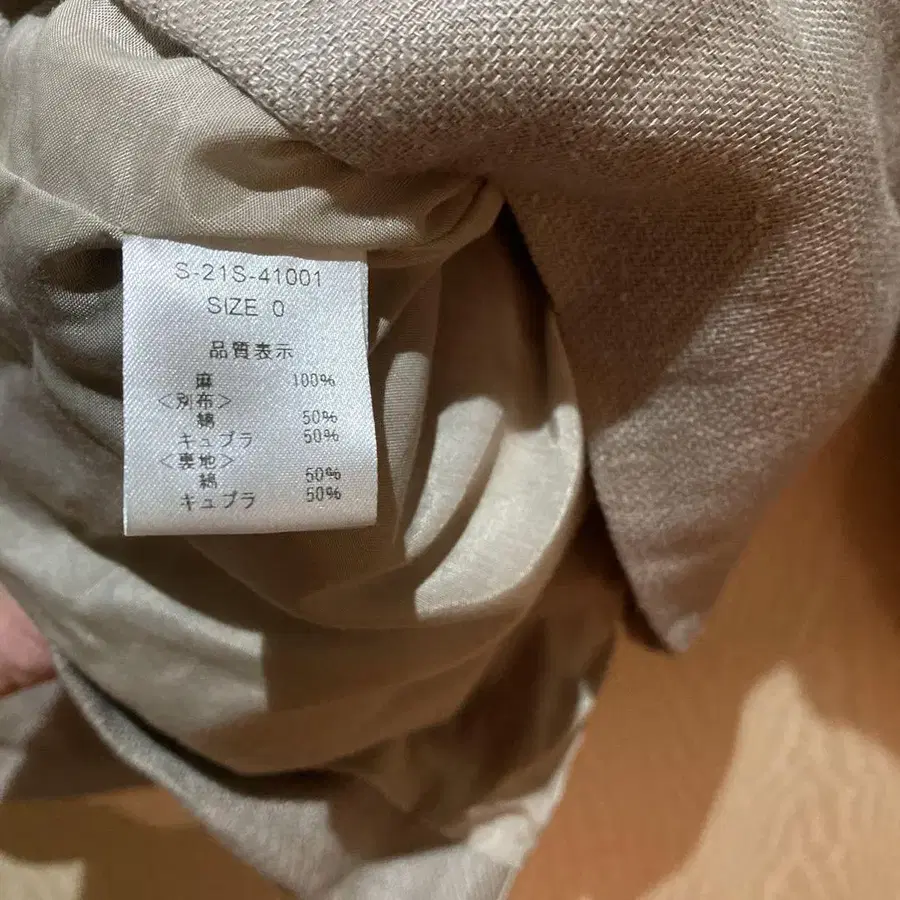 S-21S-41001
SIZE 0
品質表示
麻 100%
<別布>
綿 50%
キュプラ 50%
<裏地>
綿 50%
キュプラ 50%